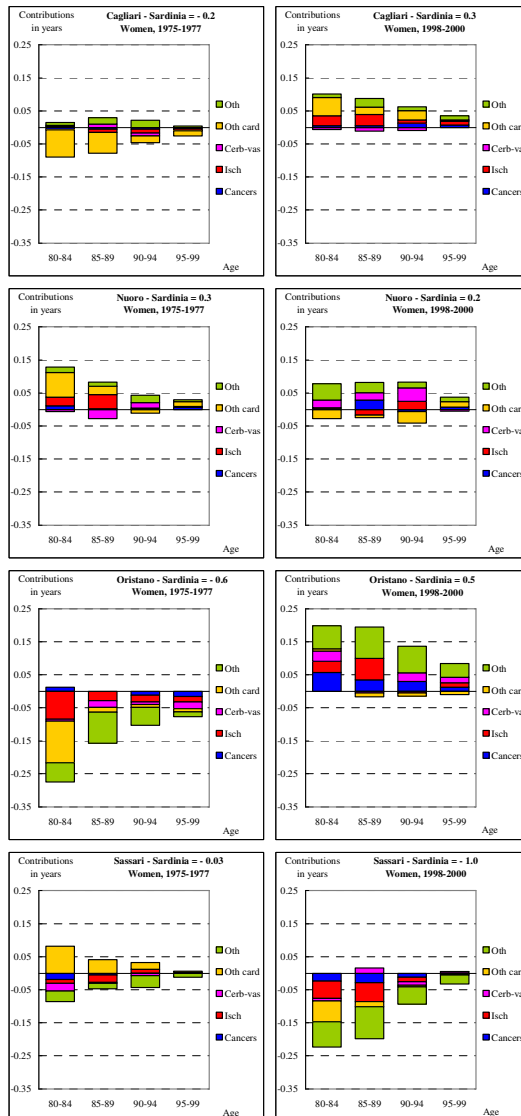 Contributions in years
Cagliari - Sardinia = - 0.2
Women, 1975-1977
0.25
0.15
0.05
-0.05
-0.15
-0.25
-0.35
80-84 85-89 90-94 95-99
Age
Oth
Oth card
Cerb-vas
Isch
Cancers
Contributions in years
Cagliari - Sardinia = 0.3
Women, 1998-2000
0.25
0.15
0.05
-0.05
-0.15
-0.25
-0.35
80-84 85-89 90-94 95-99
Age
Oth
Oth card
Cerb-vas
Isch
Cancers
Contributions in years
Nuoro - Sardinia = 0.3
Women, 1975-1977
0.25
0.15
0.05
-0.05
-0.15
-0.25
-0.35
80-84 85-89 90-94 95-99
Age
Oth
Oth card
Cerb-vas
Isch
Cancers
Contributions in years
Nuoro - Sardinia = 0.2
Women, 1998-2000
0.25
0.15
0.05
-0.05
-0.15
-0.25
-0.35
80-84 85-89 90-94 95-99
Age
Oth
Oth card
Cerb-vas
Isch
Cancers
Contributions in years
Oristano - Sardinia = - 0.6
Women, 1975-1977
0.25
0.15
0.05
-0.05
-0.15
-0.25
-0.35
80-84 85-89 90-94 95-99
Age
Oth
Oth card
Cerb-vas
Isch
Cancers
Contributions in years
Oristano - Sardinia = 0.5
Women, 1998-2000
0.25
0.15
0.05
-0.05
-0.15
-0.25
-0.35
80-84 85-89 90-94 95-99
Age
Oth
Oth card
Cerb-vas
Isch
Cancers
Contributions in years
Sassari - Sardinia = - 0.03
Women, 1975-1977
0.25
0.15
0.05
-0.05
-0.15
-0.25
-0.35
80-84 85-89 90-94 95-99
Age
Oth
Oth card
Cerb-vas
Isch
Cancers
Contributions in years
Sassari - Sardinia = - 1.0
Women, 1998-2000
0.25
0.15
0.05
-0.05
-0.15
-0.25
-0.35
80-84 85-89 90-94 95-99
Age
Oth
Oth card
Cerb-vas
Isch
Cancers